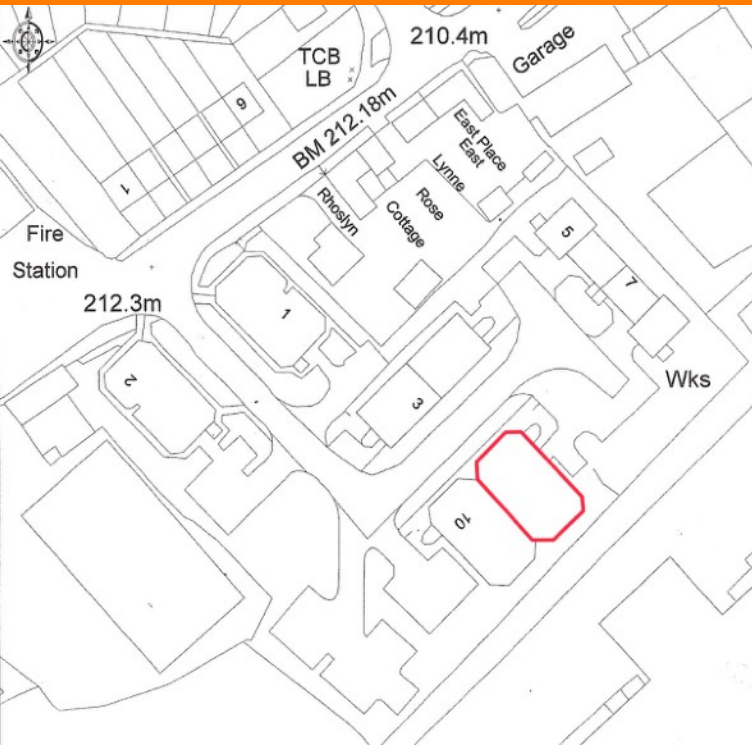 210.4m
Garage
TCB
LB
BM 212.18m
9
1
East Place
East
Lynne
Rose
Cottage
Rhoslyn
Fire
Station
5
7
212.3m
1
2
3
Wks
10